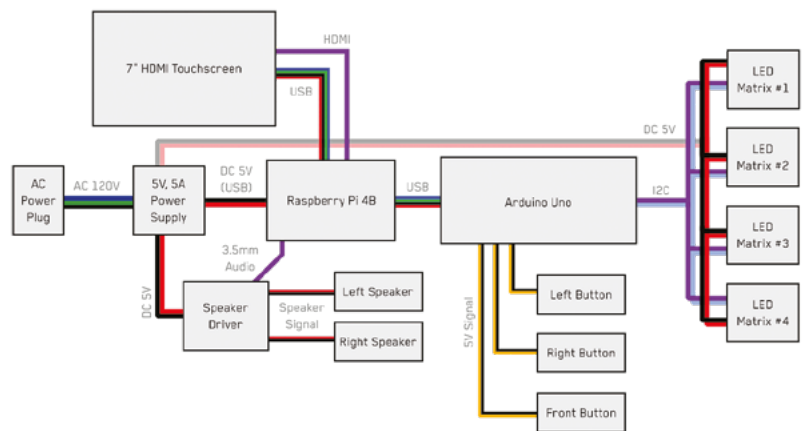 HDMI
7" HDMI Touchscreen
USB
DC 5V
LED
Matrix #1
AC
Power
Plug
AC 120V
5V, 5A
Power
Supply
DC 5V
(USB)
Raspberry Pi 4B
USB
Arduino Uno
I2C
LED
Matrix #2
LED
Matrix #3
LED
Matrix #4
3.5mm
Audio
DC 5V
Speaker
Driver
Speaker
Signal
Left Speaker
Right Speaker
5V Signal
Left Button
Right Button
Front Button